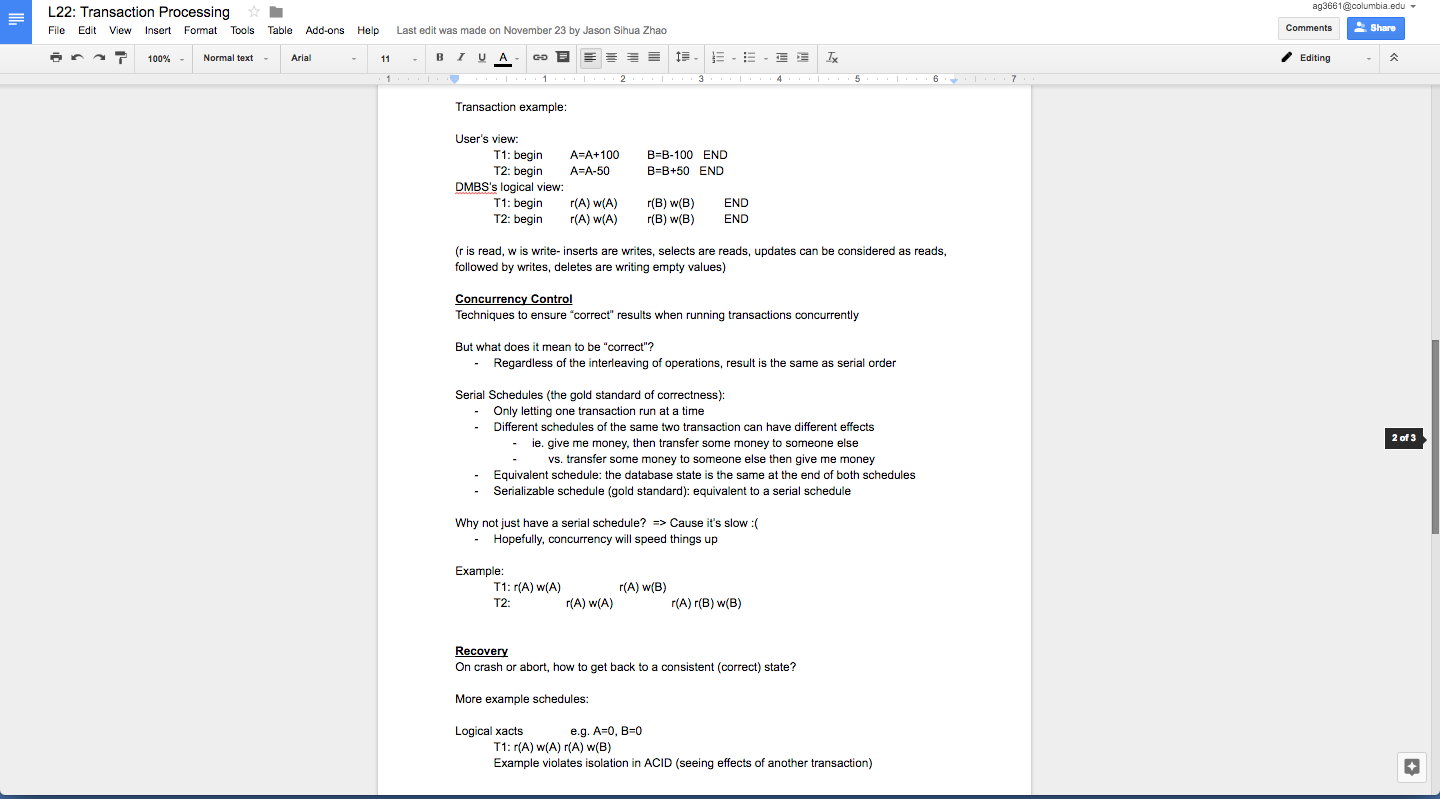 L22: Transaction Processing
ag3661@columbia.edu
File Edit View Insert Format Tools Table Add-ons Help Last edit was made on November 23 by Jason Sihua Zhao
Comments Share
100% Normal text Arial 11 B I U A Editing
1 1 2 3 4 5 6 7
Transaction example:
User's view:
T1: begin A=A+100 B=B-100 END
T2: begin A=A-50 B=B+50 END
DMBS's logical view:
T1: begin r(A) w(A) r(B) w(B) END
T2: begin r(A) w(A) r(B) w(B) END
(r is read, w is write- inserts are writes, selects are reads, updates can be considered as reads,
followed by writes, deletes are writing empty values)
Concurrency Control
Techniques to ensure “correct” results when running transactions concurrently
But what does it mean to be “correct”?
- Regardless of the interleaving of operations, result is the same as serial order
Serial Schedules (the gold standard of correctness):
- Only letting one transaction run at a time
- Different schedules of the same two transaction can have different effects
- ie. give me money, then transfer some money to someone else
- vs. transfer some money to someone else then give me money
- Equivalent schedule: the database state is the same at the end of both schedules
- Serializable schedule (gold standard): equivalent to a serial schedule
Why not just have a serial schedule? => Cause it's slow :(
- Hopefully, concurrency will speed things up
Example:
T1: r(A) w(A) r(A) w(B)
T2: r(A) w(A) r(A) r(B) w(B)
2 of 3
Recovery
On crash or abort, how to get back to a consistent (correct) state?
More example schedules:
Logical xacts e.g. A=0, B=0
T1: r(A) w(A) r(A) w(B)
Example violates isolation in ACID (seeing effects of another transaction)